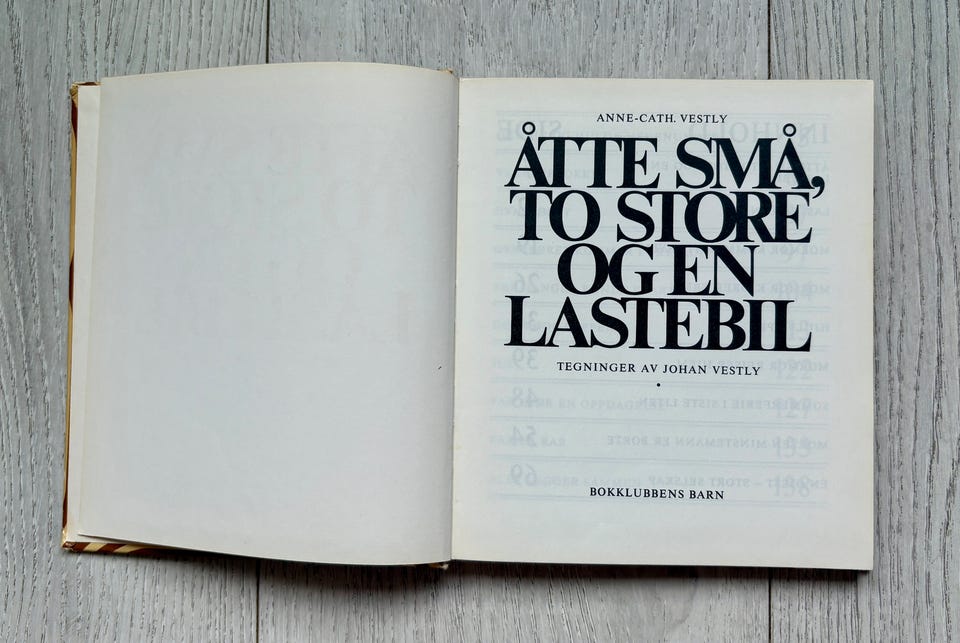 ANNE-CATH. VESTLY
ÅTTE SMÅ,
TO STORE
OG EN
LASTEBIL
TEGNINGER AV JOHAN VESTLY
BOKKLUBBENS BARN